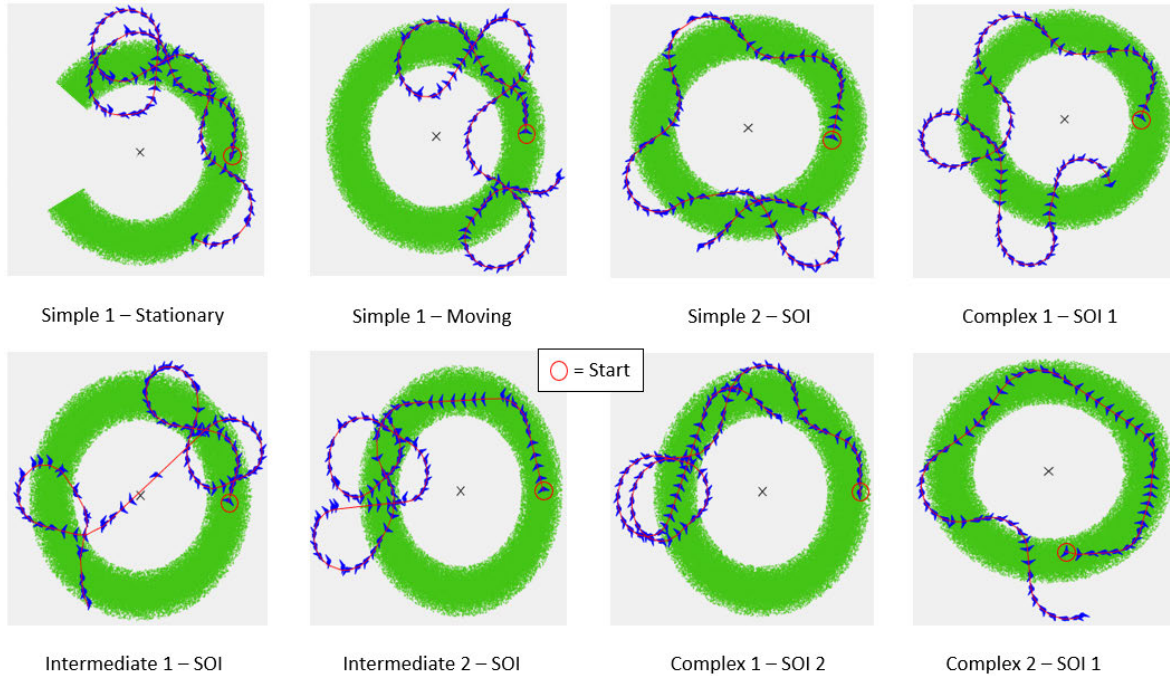 Simple 1 – Stationary
Simple 1 – Moving
Simple 2 – SOI
Complex 1 – SOI 1
= Start
Intermediate 1 – SOI
Intermediate 2 – SOI
Complex 1 – SOI 2
Complex 2 – SOI 1